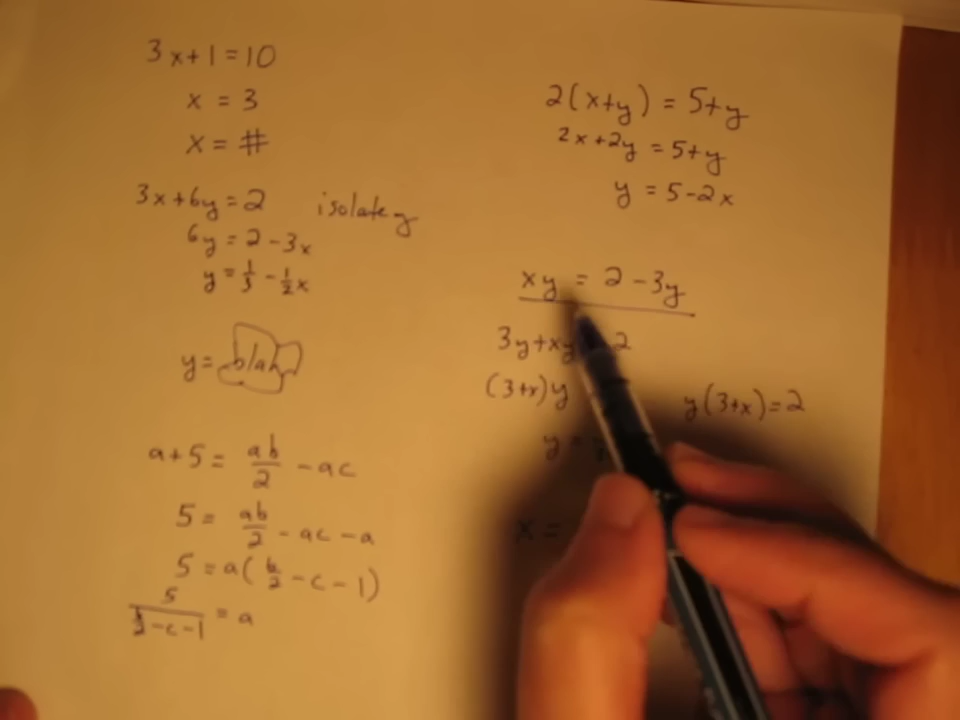 3x+1=10
x = 3
x = #
3x+6y=2 isolate y
6y = 2-3x
y = 1/3 - 1/2x
y = blah
a+5 = ab/2 - ac
5 = ab/2 - ac - a
5 = a(b/2 - c - 1)
5/(b/2-c-1) = a
2(x+y) = 5+y
2x+2y = 5+y
y = 5-2x
xy = 2-3y
3y+xy 2
(3+x)y
y(3+x)=2
y =
x =